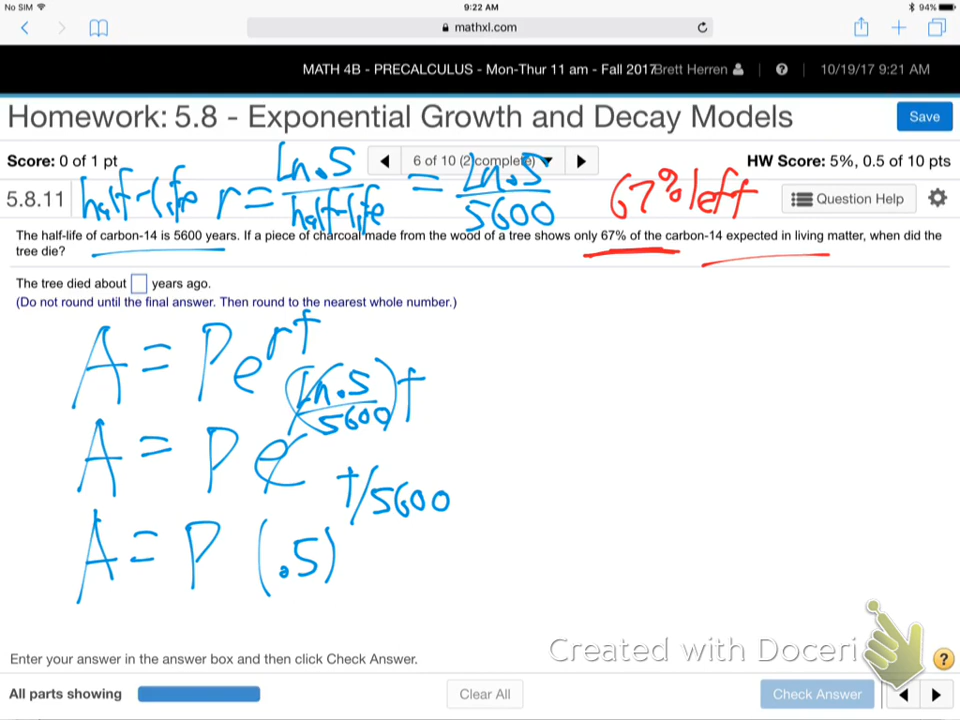 No SIM 9:22 AM 94%
mathxl.com
MATH 4B - PRECALCULUS - Mon-Thur 11 am - Fall 2017 Brett Herren 10/19/17 9:21 AM
Homework: 5.8 - Exponential Growth and Decay Models Save
Score: 0 of 1 pt 6 of 10 (2 complete) HW Score: 5%, 0.5 of 10 pts
5.8.11 half-life r = Ln .5 / half-life = Ln .5 / 5600 67% left Question Help
The half-life of carbon-14 is 5600 years. If a piece of charcoal made from the wood of a tree shows only 67% of the carbon-14 expected in living matter, when did the
tree die?
The tree died about years ago.
(Do not round until the final answer. Then round to the nearest whole number.)
A = Pe^rt
A = Pe^(Ln .5 / 5600)t
A = P (.5)^t/5600
Created with Doceri
Enter your answer in the answer box and then click Check Answer. ?
All parts showing Clear All Check Answer